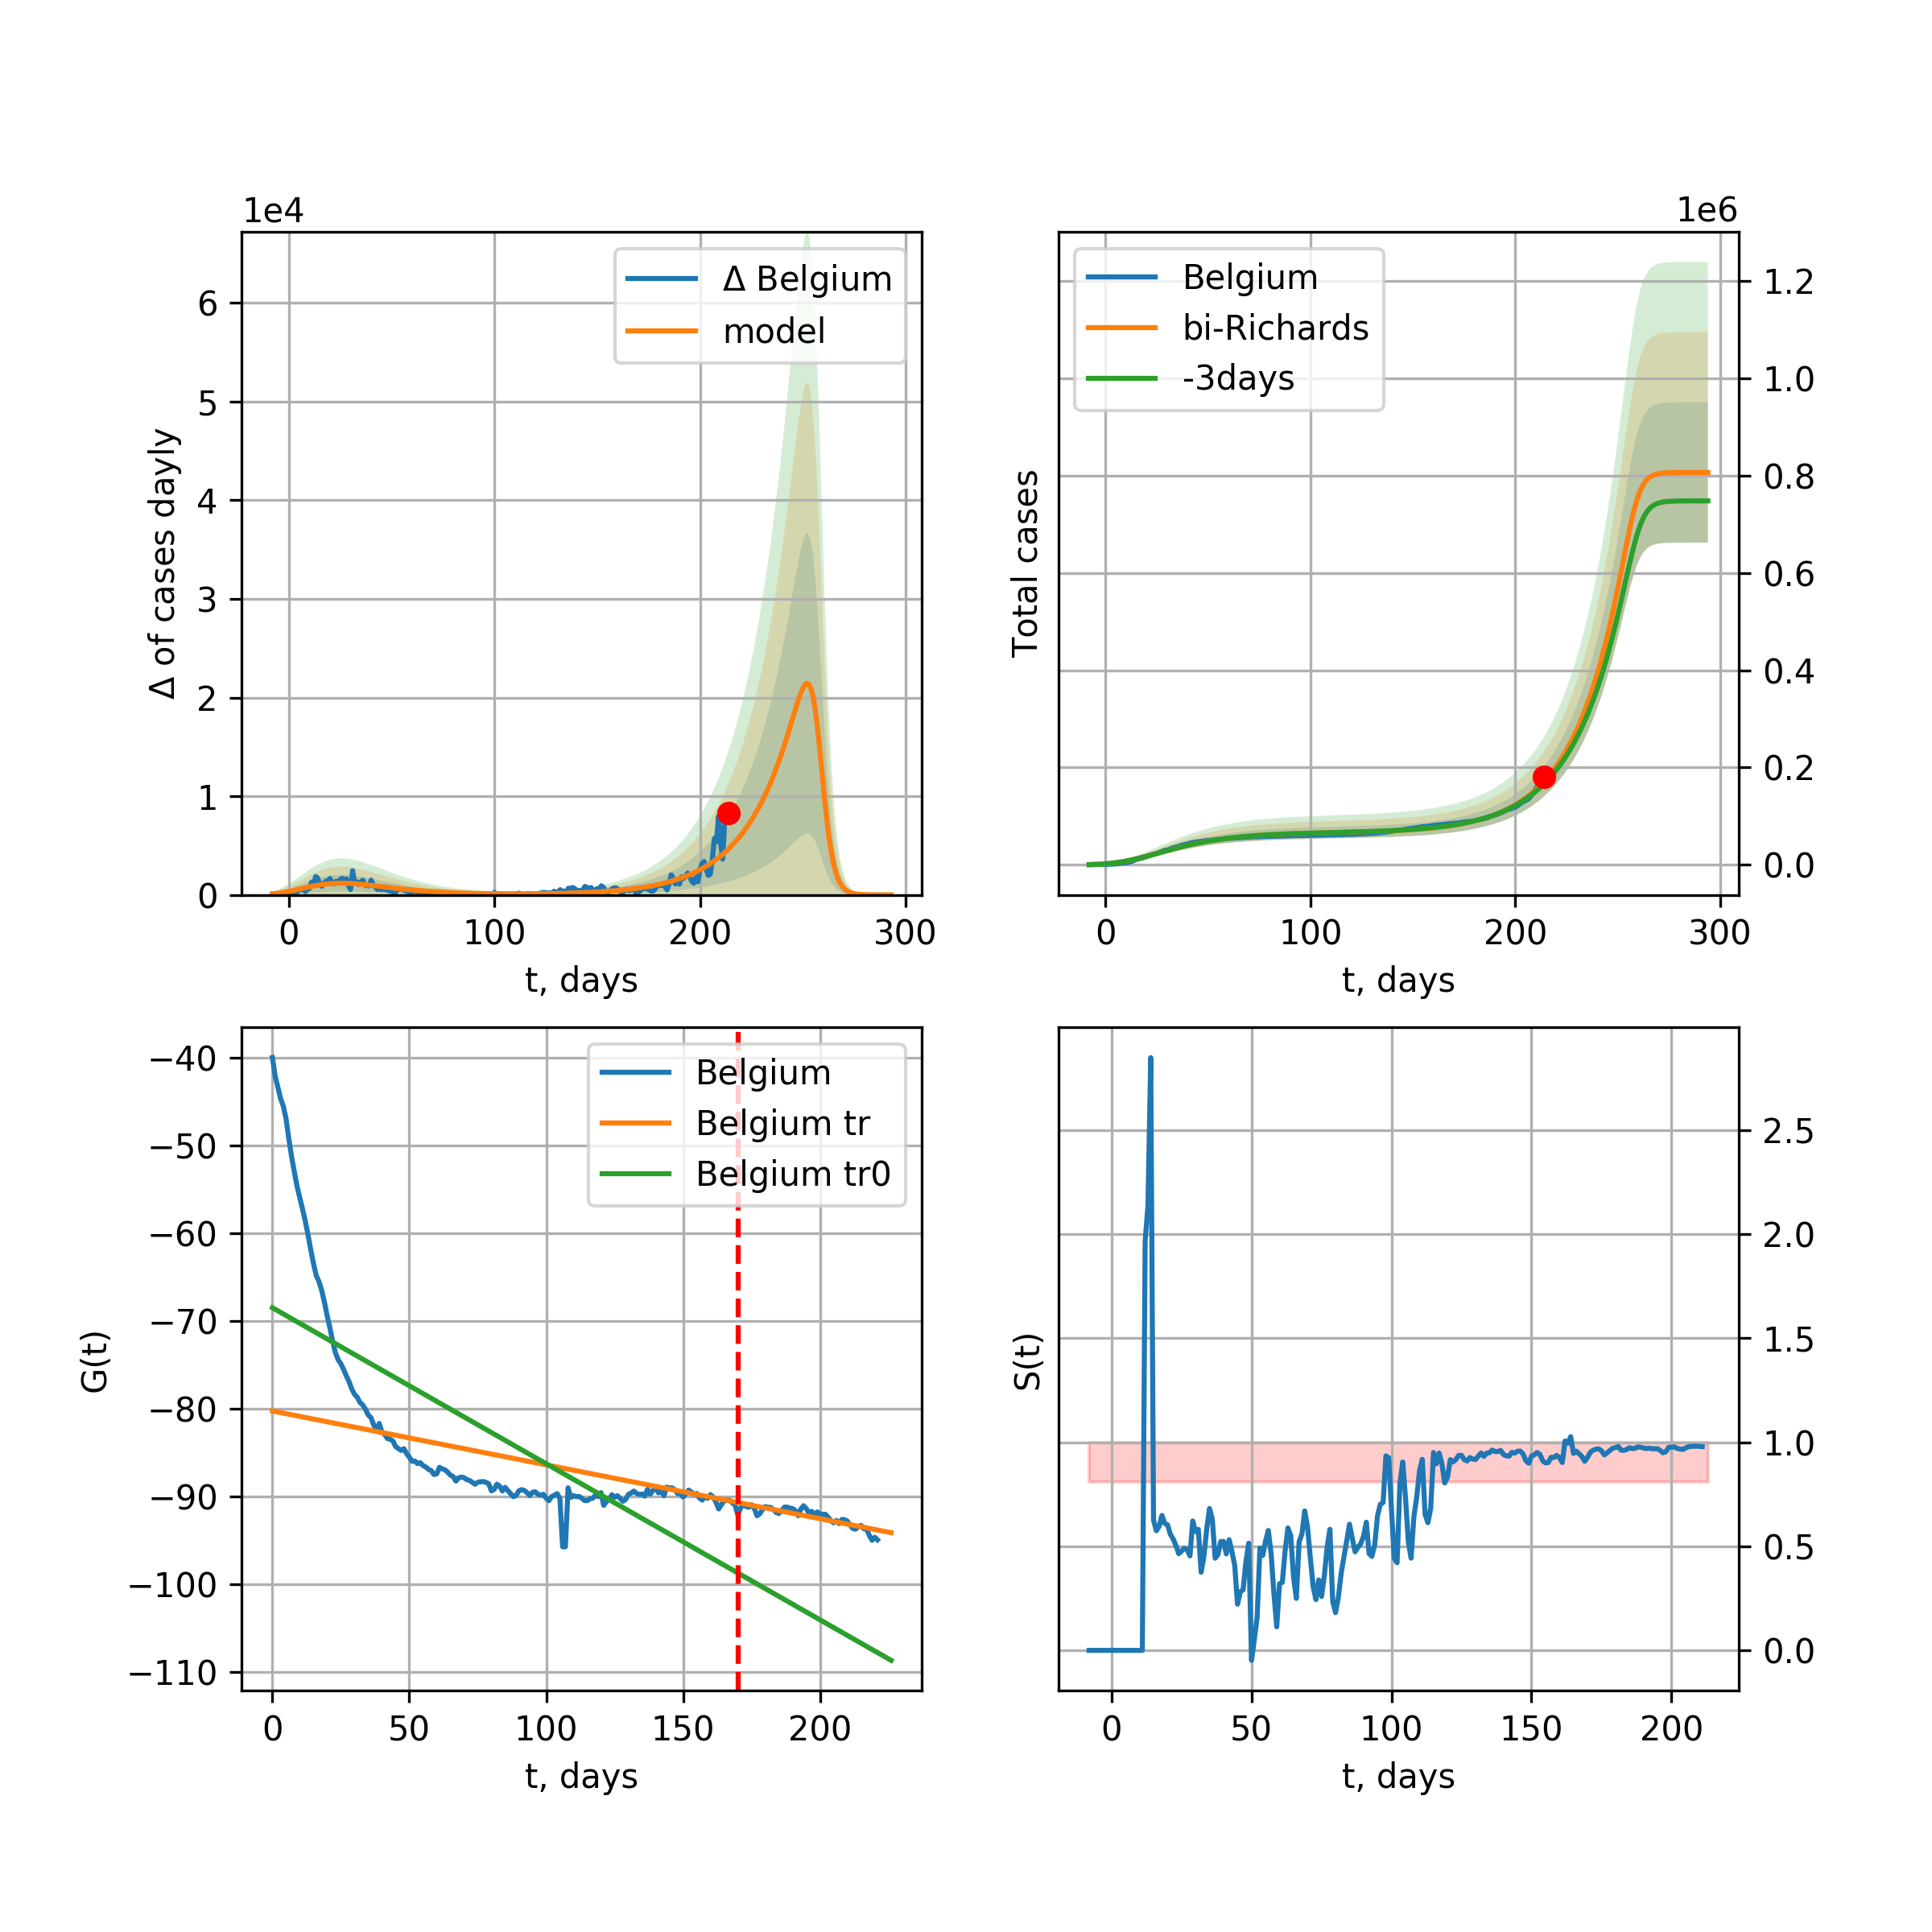 1e4
Δ of cases dayly
6
5
4
3
2
1
0
0 100 200 300
t, days
Δ Belgium
model
1e6
Total cases
1.2
1.0
0.8
0.6
0.4
0.2
0.0
0 100 200 300
t, days
Belgium
bi-Richards
-3days
G(t)
−40
−50
−60
−70
−80
−90
−100
−110
0 50 100 150 200
t, days
Belgium
Belgium tr
Belgium tr0
S(t)
2.5
2.0
1.5
1.0
0.5
0.0
0 50 100 150 200
t, days